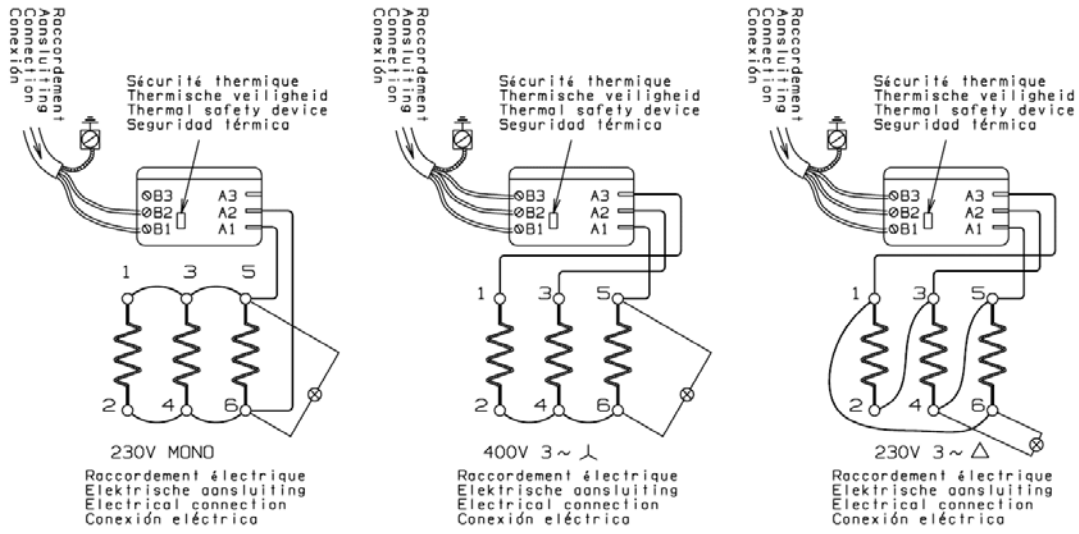 Raccordement
Aansluiting
Connection
Conexión
Sécurité thermique
Thermische veiligheid
Thermal safety device
Seguridad térmica
B3 A3
B2 A2
B1 A1
1 3 5
2 4 6
230V MONO
Raccordement électrique
Elektrische aansluiting
Electrical connection
Conexión eléctrica
Raccordement
Aansluiting
Connection
Conexión
Sécurité thermique
Thermische veiligheid
Thermal safety device
Seguridad térmica
B3 A3
B2 A2
B1 A1
1 3 5
2 4 6
400V 3~
Raccordement électrique
Elektrische aansluiting
Electrical connection
Conexión eléctrica
Raccordement
Aansluiting
Connection
Conexión
Sécurité thermique
Thermische veiligheid
Thermal safety device
Seguridad térmica
B3 A3
B2 A2
B1 A1
1 3 5
2 4 6
230V 3~ △
Raccordement électrique
Elektrische aansluiting
Electrical connection
Conexión eléctrica